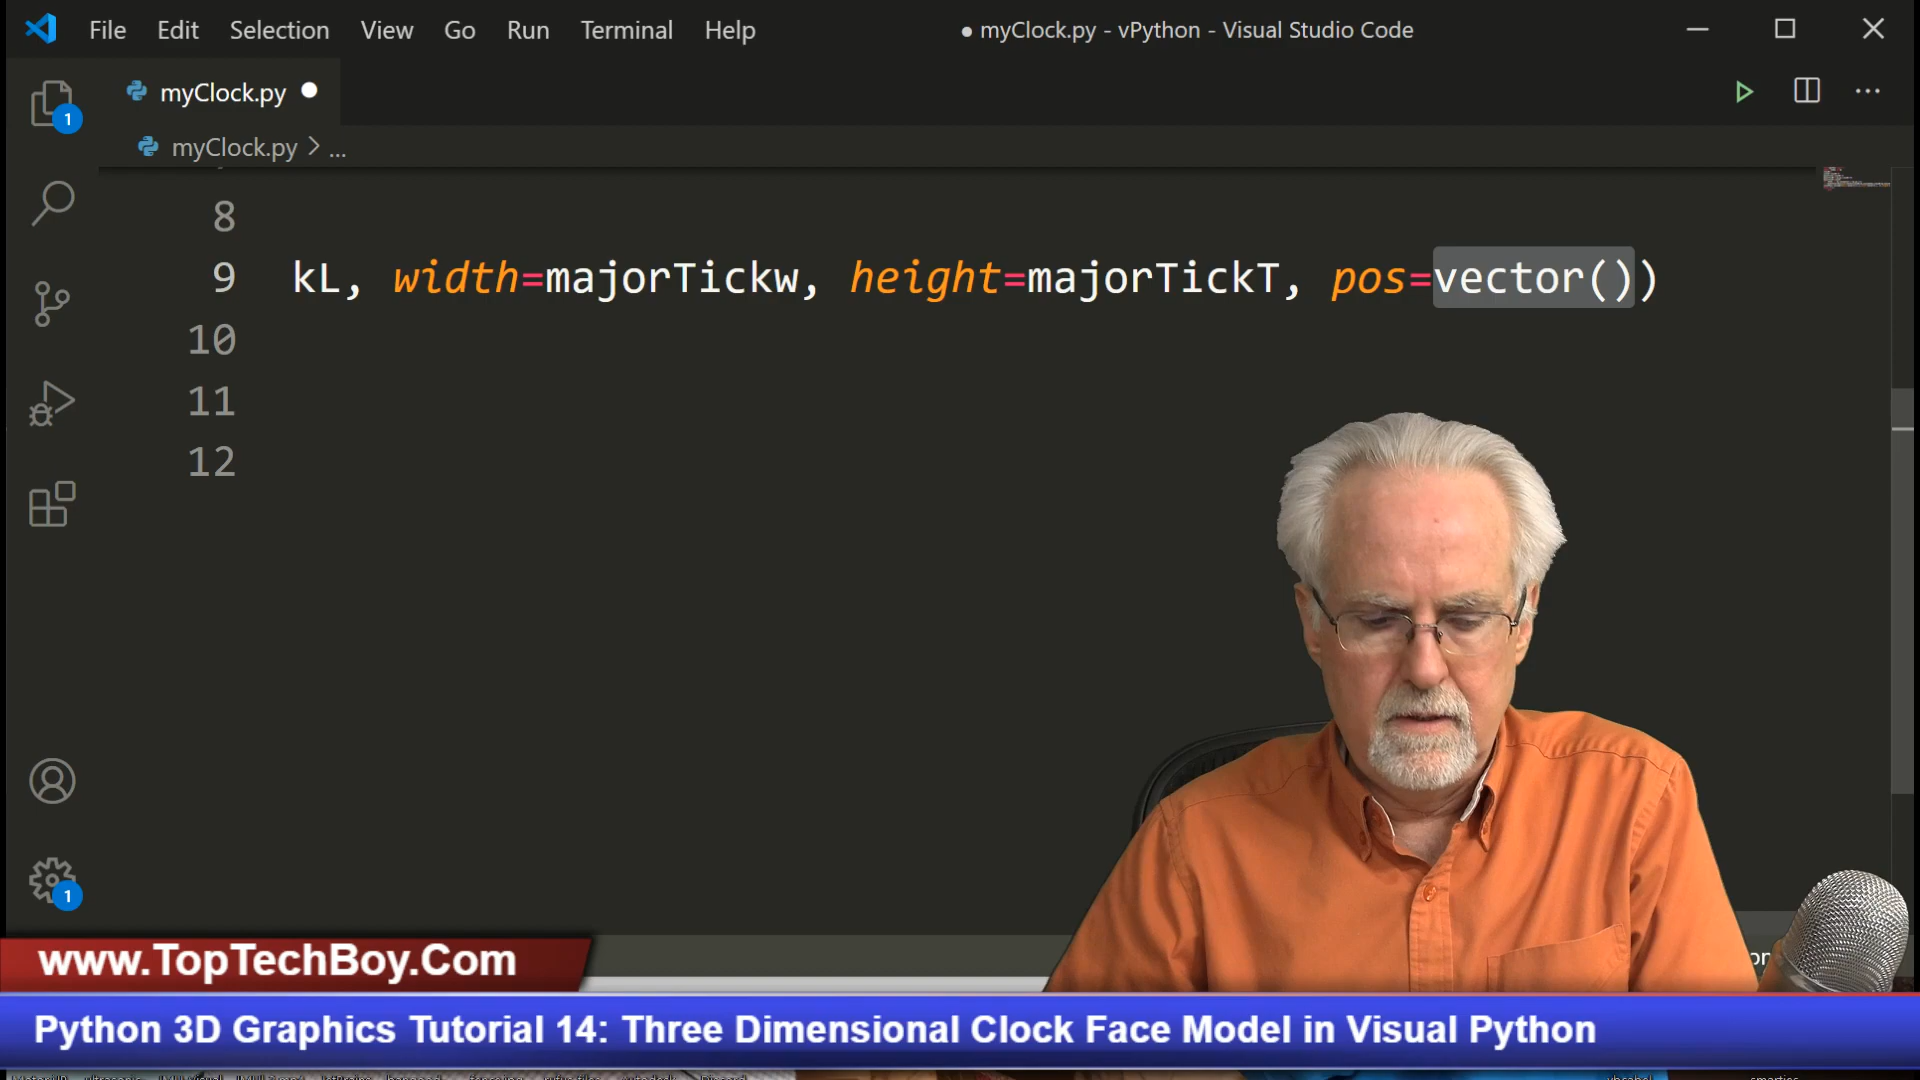 File Edit Selection View Go Run Terminal Help
● myClock.py - vPython - Visual Studio Code
myClock.py
1
myClock.py > ...
8
9 kL, width=majorTickw, height=majorTickT, pos=vector())
10
11
12
1
www.TopTechBoy.Com
Python 3D Graphics Tutorial 14: Three Dimensional Clock Face Model in Visual Python